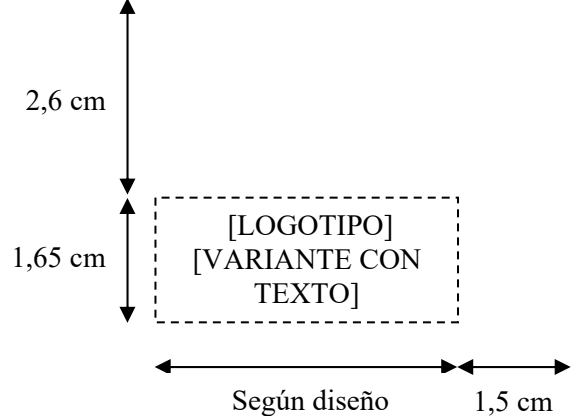 2,6 cm
1,65 cm
[LOGOTIPO]
[VARIANTE CON
TEXTO]
Según diseño
1,5 cm